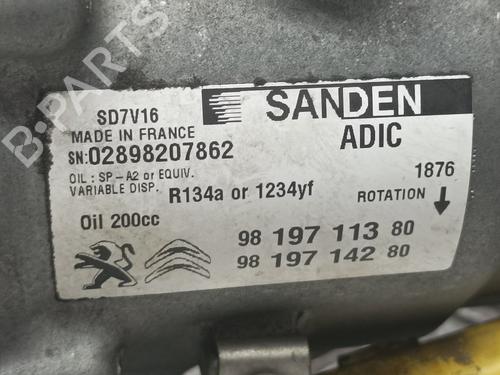 B-PARTS
SD7V16
MADE IN FRANCE
SN:02898207862
OIL : SP-A2 or EQUIV.
VARIABLE DISP.
R134a or 1234yf
Oil 200cc
SANDEN
ADIC
1876
ROTATION
98 197 113 80
98 197 142 80